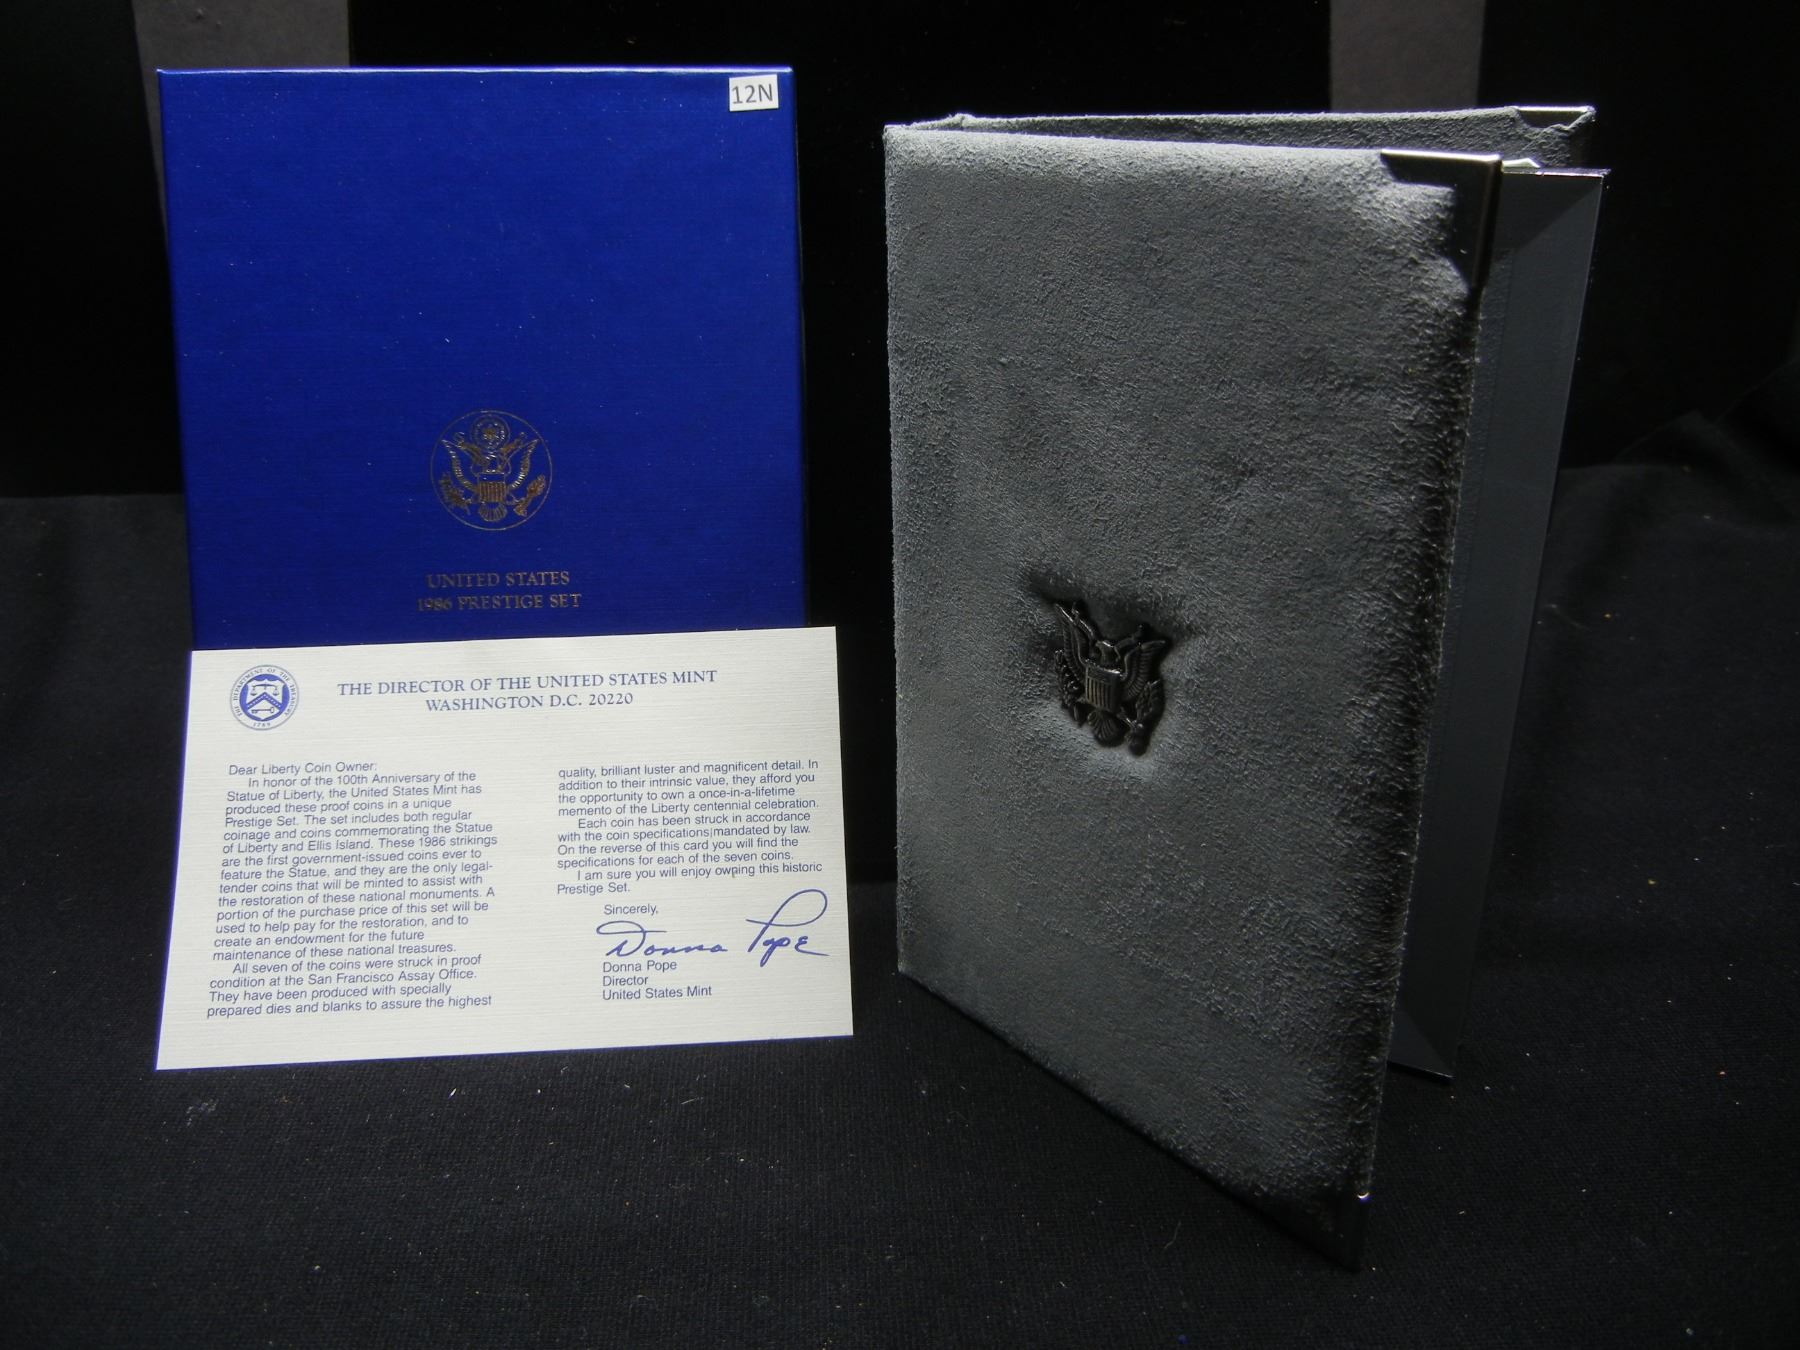 12N
UNITED STATES
1986 PRESTIGE SET
THE DEPARTMENT OF THE TREASURY
1789
THE DIRECTOR OF THE UNITED STATES MINT
WASHINGTON D.C. 20220
Dear Liberty Coin Owner:
In honor of the 100th Anniversary of the
Statue of Liberty, the United States Mint has
produced these proof coins in a unique
Prestige Set. The set includes both regular
coinage and coins commemorating the Statue
of Liberty and Ellis Island. These 1986 strikings
are the first government-issued coins ever to
feature the Statue, and they are the only legal-
tender coins that will be minted to assist with
the restoration of these national monuments. A
portion of the purchase price of this set will be
used to help pay for the restoration, and to
create an endowment for the future
maintenance of these national treasures.
All seven of the coins were struck in proof
condition at the San Francisco Assay Office.
They have been produced with specially
prepared dies and blanks to assure the highest
quality, brilliant luster and magnificent detail. In
addition to their intrinsic value, they afford you
the opportunity to own a once-in-a-lifetime
memento of the Liberty centennial celebration.
Each coin has been struck in accordance
with the coin specifications mandated by law.
On the reverse of this card you will find the
specifications for each of the seven coins.
I am sure you will enjoy owning this historic
Prestige Set.
Sincerely,
Donna Pope
Donna Pope
Director
United States Mint